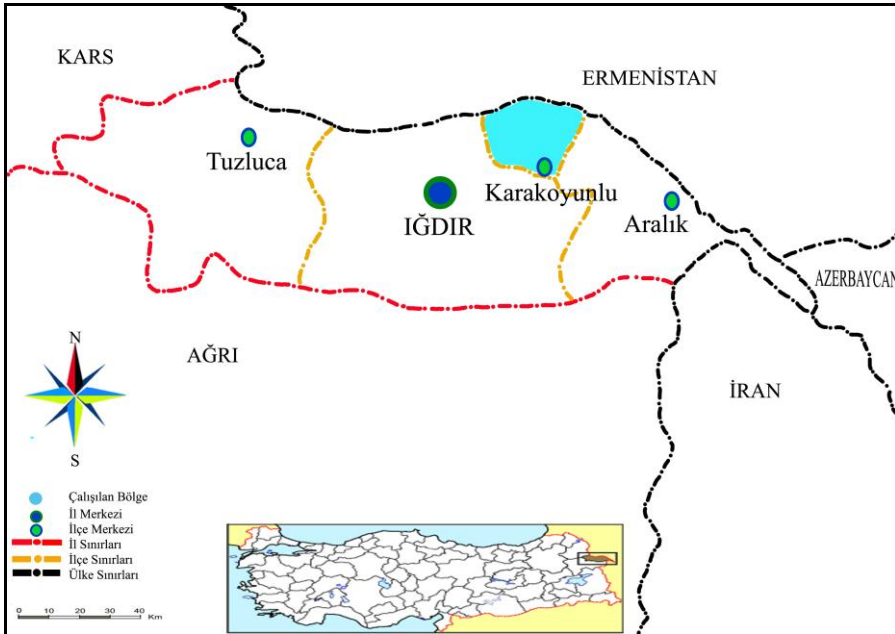 KARS
ERMENİSTAN
Tuzluca
Karakoyunlu
IĞDIR
Aralık
AZERBAYCAN
AĞRI
İRAN
N
S
Çalışılan Bölge
İl Merkezi
İlçe Merkezi
İl Sınırları
İlçe Sınırları
Ülke Sınırları
0 10 20 30 40
Km